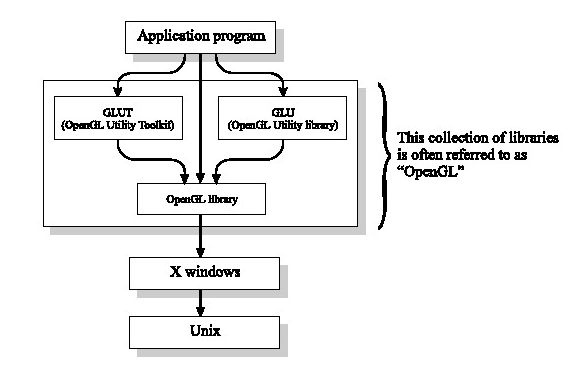 Application program
GLUT
(OpenGL Utility Toolkit)
GLU
(OpenGL Utility library)
This collection of libraries
is often referred to as
“OpenGL”
OpenGL library
X windows
Unix